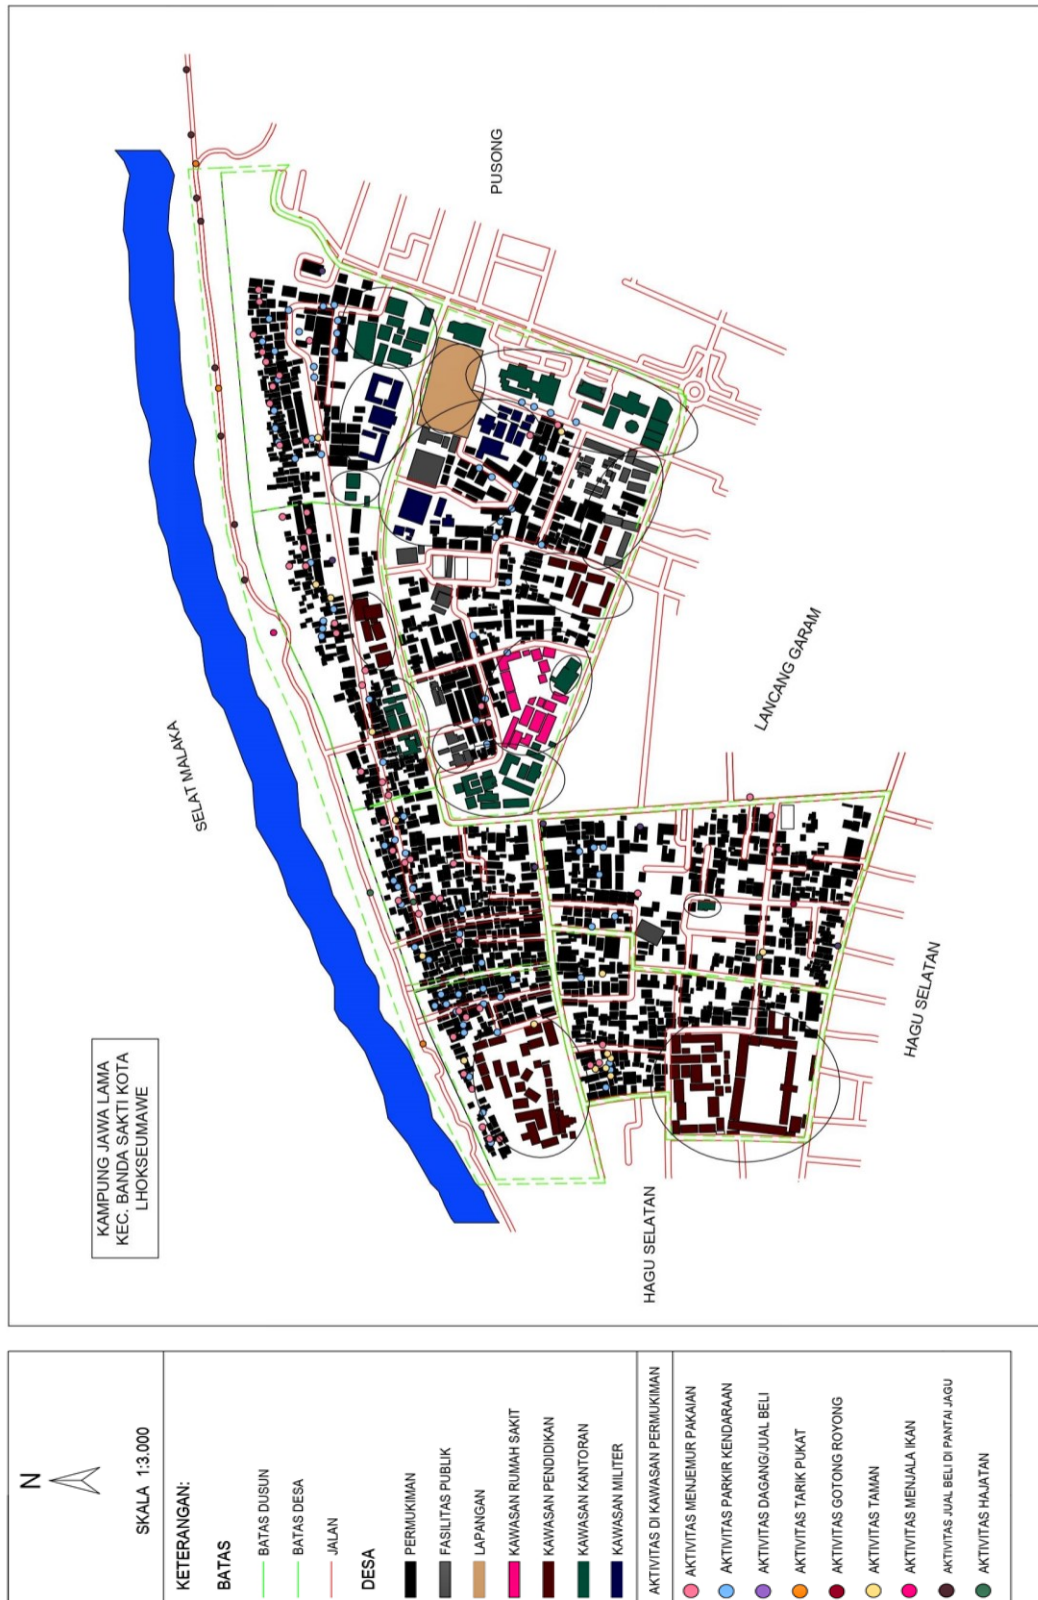 KAMPUNG JAWA LAMA
KEC. BANDA SAKTI KOTA
LHOKSEUMAWE
SELAT MALAKA
PUSONG
LANCANG GARAM
HAGU SELATAN
HAGU SELATAN
N
SKALA 1:3.000
KETERANGAN:
BATAS
BATAS DUSUN
BATAS DESA
JALAN
DESA
PERMUKIMAN
FASILITAS PUBLIK
LAPANGAN
KAWASAN RUMAH SAKIT
KAWASAN PENDIDIKAN
KAWASAN KANTORAN
KAWASAN MILITER
AKTIVITAS DI KAWASAN PERMUKIMAN
AKTIVITAS MENJEMUR PAKAIAN
AKTIVITAS PARKIR KENDARAAN
AKTIVITAS DAGANG/JUAL BELI
AKTIVITAS TARIK PUKAT
AKTIVITAS GOTONG ROYONG
AKTIVITAS TAMAN
AKTIVITAS MENJALA IKAN
AKTIVITAS JUAL BELI DI PANTAI JAGU
AKTIVITAS HAJATAN